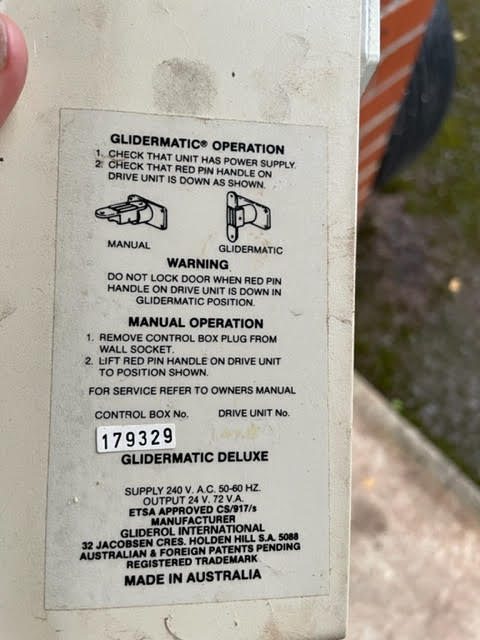 GLIDERMATIC® OPERATION
1. CHECK THAT UNIT HAS POWER SUPPLY.
2. CHECK THAT RED PIN HANDLE ON
DRIVE UNIT IS DOWN AS SHOWN.
MANUAL GLIDERMATIC
WARNING
DO NOT LOCK DOOR WHEN RED PIN
HANDLE ON DRIVE UNIT IS DOWN IN
GLIDERMATIC POSITION.
MANUAL OPERATION
1. REMOVE CONTROL BOX PLUG FROM
WALL SOCKET.
2. LIFT RED PIN HANDLE ON DRIVE UNIT
TO POSITION SHOWN.
FOR SERVICE REFER TO OWNERS MANUAL
CONTROL BOX No. DRIVE UNIT No.
179329
GLIDERMATIC DELUXE
SUPPLY 240 V. A.C. 50-60 HZ.
OUTPUT 24 V. 72 V.A.
ETSA APPROVED CS/917/s
MANUFACTURER
GLIDEROL INTERNATIONAL
32 JACOBSEN CRES. HOLDEN HILL S.A. 5088
AUSTRALIAN & FOREIGN PATENTS PENDING
REGISTERED TRADEMARK
MADE IN AUSTRALIA